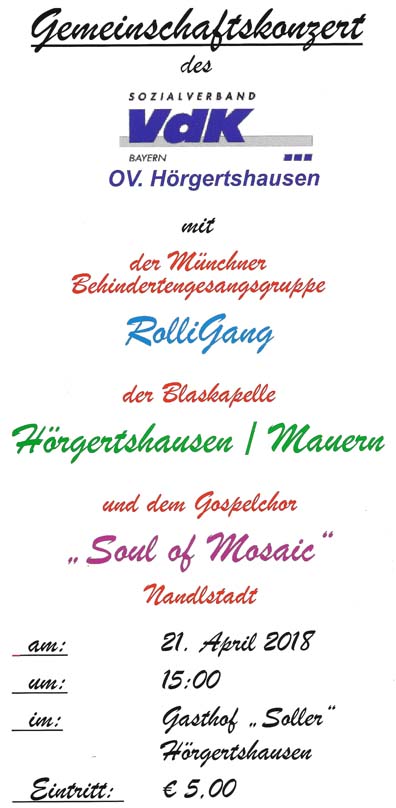 Gemeinschaftskonzert
des
SOZIALVERBAND
VdK
BAYERN
OV. Hörgertshausen
mit
der Münchner
Behindertengesangsgruppe
RolliGang
der Blaskapelle
Hörgertshausen / Mauern
und dem Gospelchor
„Soul of Mosaic“
Nandlstadt
am: 21. April 2018
um: 15:00
im: Gasthof „Soller“
Hörgertshausen
Eintritt: € 5,00